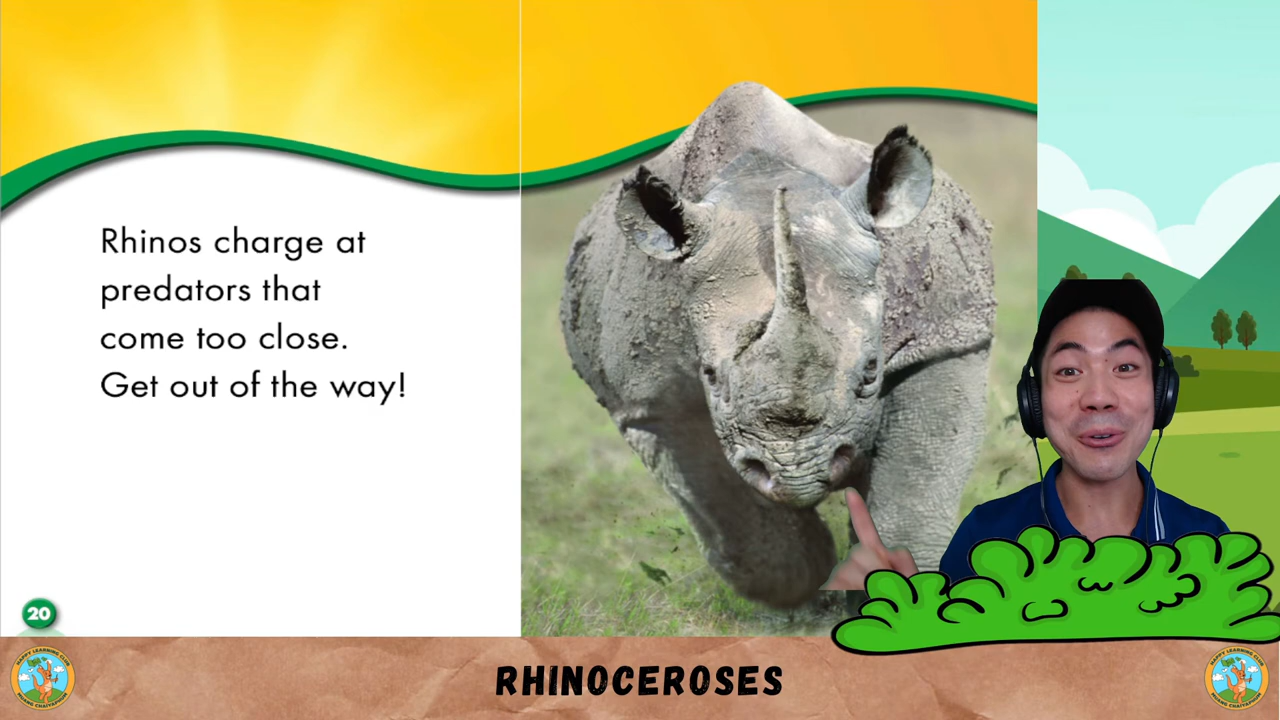 Rhinos charge at
predators that
come too close.
Get out of the way!
20
RHINOCEROSES